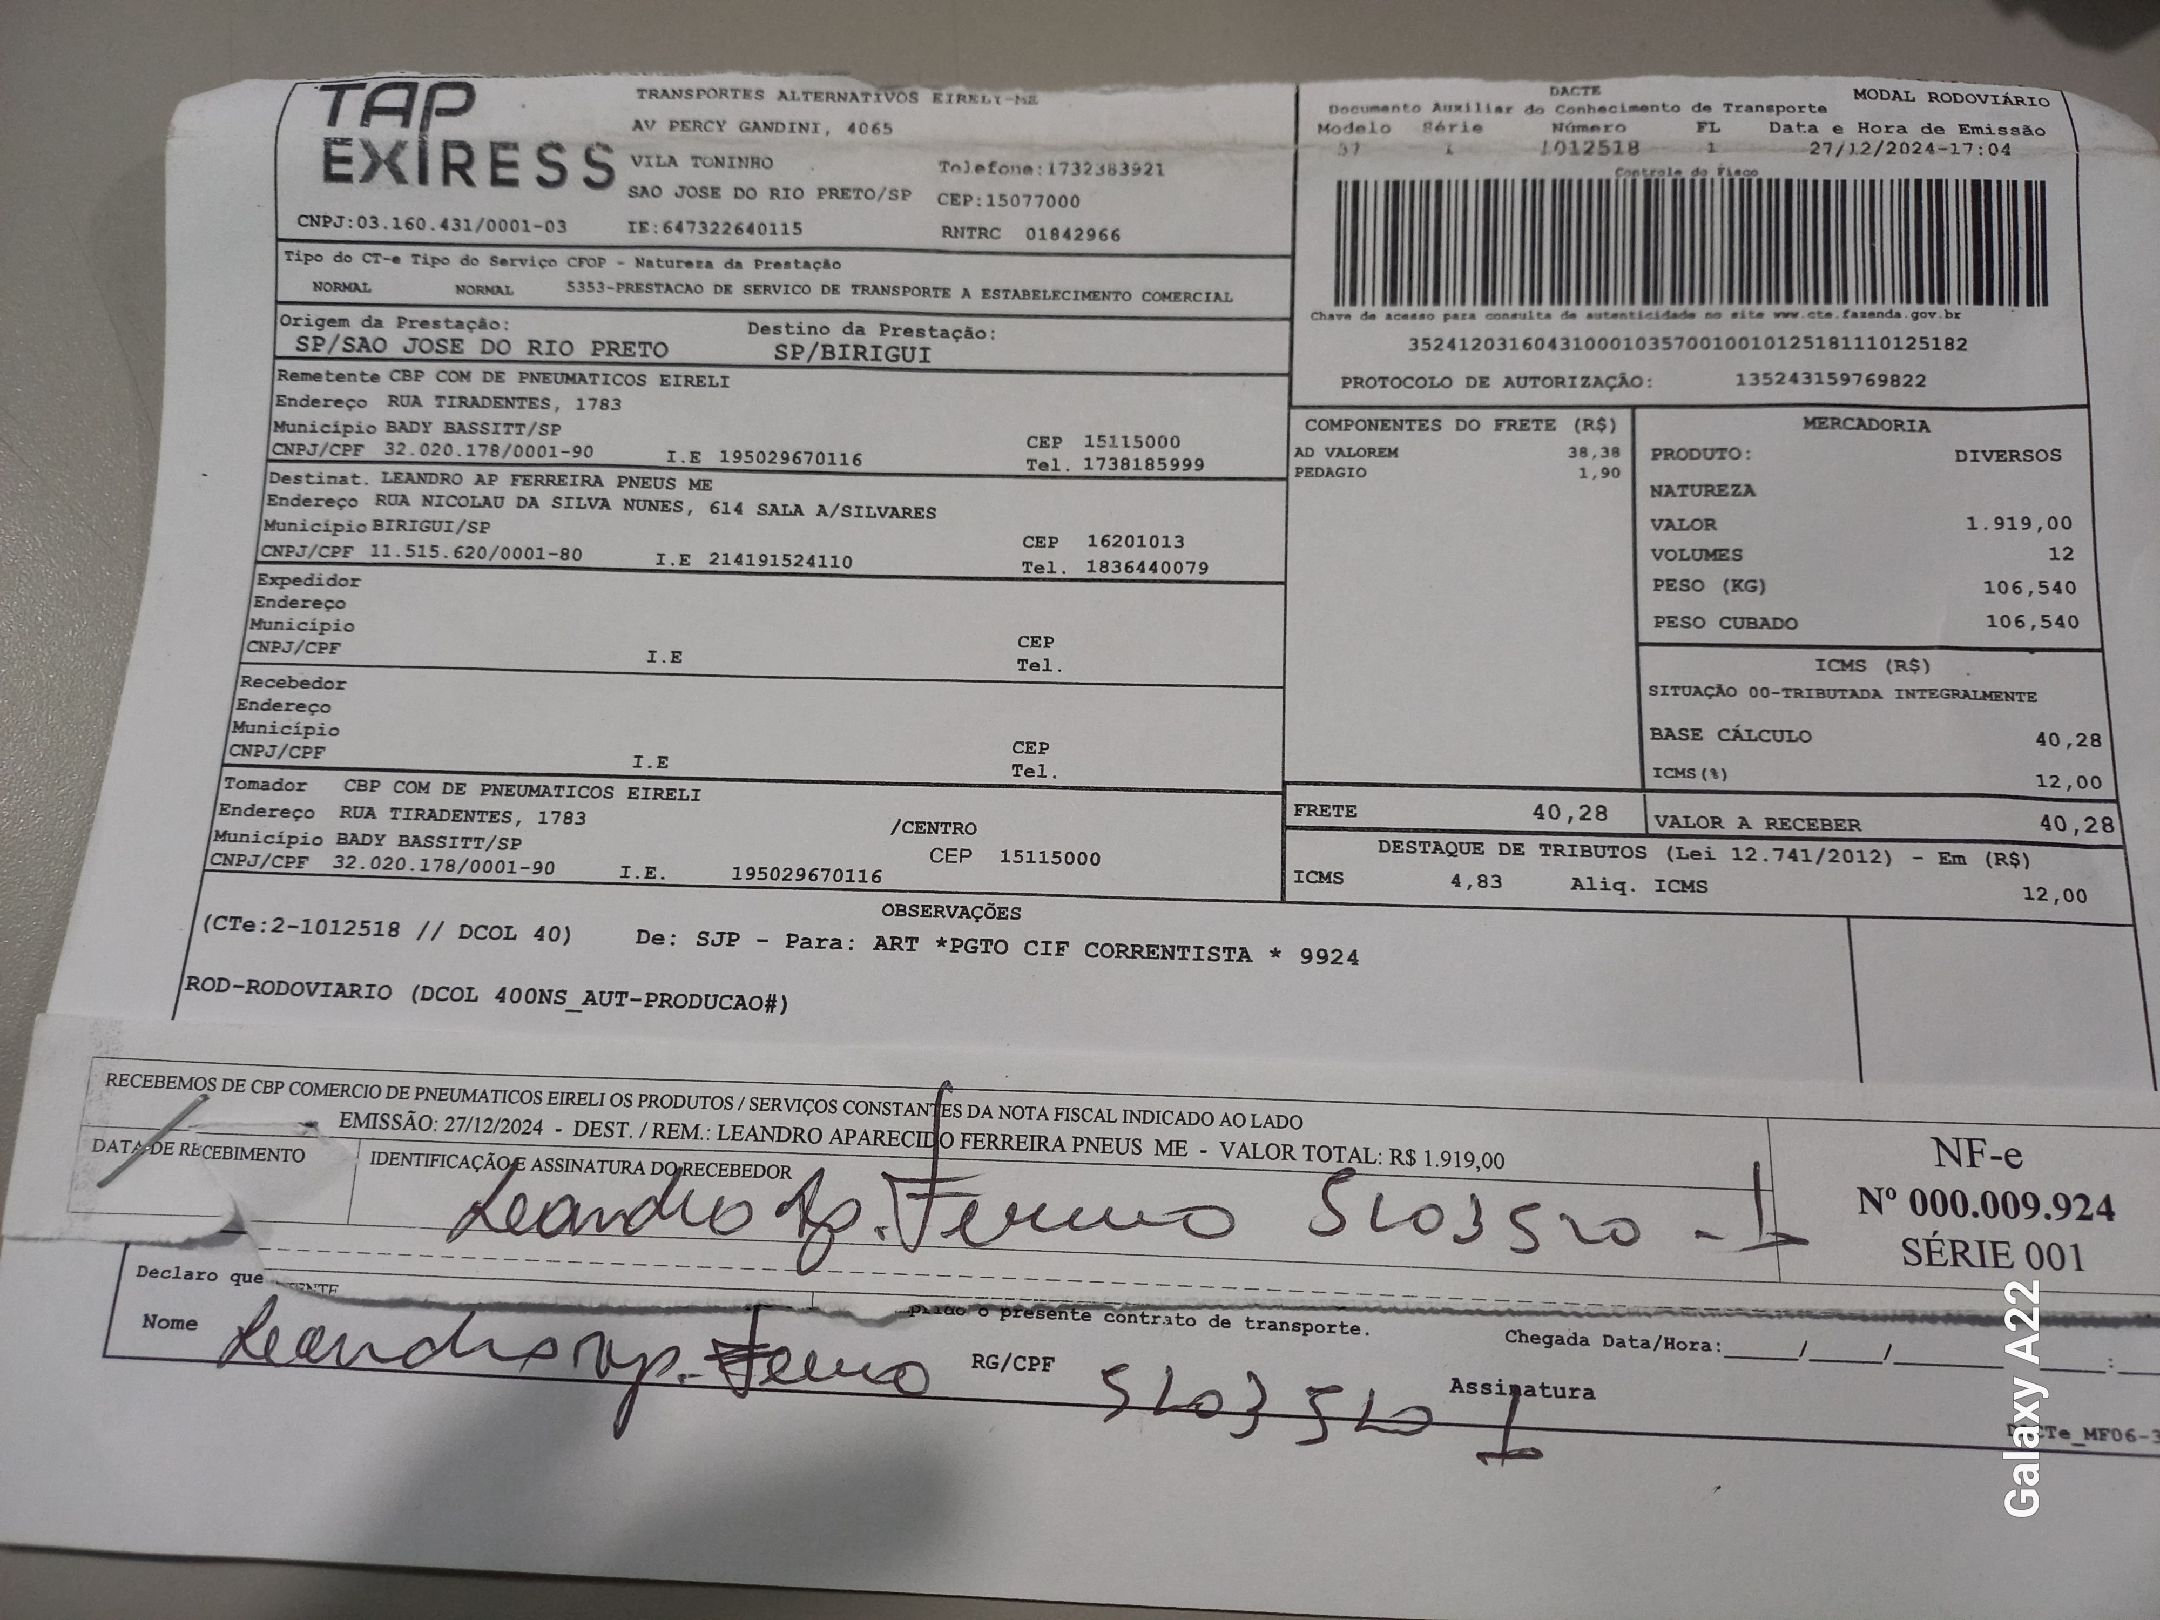 TAP
EXPRESS
TRANSPORTES ALTERNATIVOS EIRELI-ME
AV PERCY GANDINI, 4065
VILA TONINHO Telefone:1732383921
SAO JOSE DO RIO PRETO/SP CEP:15077000
CNPJ:03.160.431/0001-03 IE:647322640115 RNTRC 01842966
DACTE MODAL RODOVIÁRIO
Documento Auxiliar do Conhecimento de Transporte
Modelo Série Número FL Data e Hora de Emissão
57 1 1012518 1 27/12/2024-17:04
Controle do Fisco
Chave de acesso para consulta de autenticidade no site www.cte.fazenda.gov.br
35241203160431000103570010010125181110125182
PROTOCOLO DE AUTORIZAÇÃO: 135243159769822
Tipo do CT-e Tipo do Serviço CFOP - Natureza da Prestação
NORMAL NORMAL 5353-PRESTACAO DE SERVICO DE TRANSPORTE A ESTABELECIMENTO COMERCIAL
Origem da Prestação: Destino da Prestação:
SP/SAO JOSE DO RIO PRETO SP/BIRIGUI
Remetente CBP COM DE PNEUMATICOS EIRELI
Endereço RUA TIRADENTES, 1783
Município BADY BASSITT/SP CEP 15115000
CNPJ/CPF 32.020.178/0001-90 I.E 195029670116 Tel. 1738185999
Destinat. LEANDRO AP FERREIRA PNEUS ME
Endereço RUA NICOLAU DA SILVA NUNES, 614 SALA A/SILVARES
Município BIRIGUI/SP CEP 16201013
CNPJ/CPF 11.515.620/0001-80 I.E 214191524110 Tel. 1836440079
Expedidor
Endereço
Município CEP
CNPJ/CPF I.E Tel.
Recebedor
Endereço
Município CEP
CNPJ/CPF I.E Tel.
Tomador CBP COM DE PNEUMATICOS EIRELI
Endereço RUA TIRADENTES, 1783 /CENTRO
Município BADY BASSITT/SP CEP 15115000
CNPJ/CPF 32.020.178/0001-90 I.E. 195029670116
COMPONENTES DO FRETE (R$)
AD VALOREM 38,38
PEDAGIO 1,90
MERCADORIA
PRODUTO: DIVERSOS
NATUREZA
VALOR 1.919,00
VOLUMES 12
PESO (KG) 106,540
PESO CUBADO 106,540
ICMS (R$)
SITUAÇÃO 00-TRIBUTADA INTEGRALMENTE
BASE CÁLCULO 40,28
ICMS(%) 12,00
FRETE 40,28 VALOR A RECEBER 40,28
DESTAQUE DE TRIBUTOS (Lei 12.741/2012) - Em (R$)
ICMS 4,83 Aliq. ICMS 12,00
OBSERVAÇÕES
(CTe:2-1012518 // DCOL 40) De: SJP - Para: ART *PGTO CIF CORRENTISTA * 9924
ROD-RODOVIARIO (DCOL 400NS_AUT-PRODUCAO#)
RECEBEMOS DE CBP COMERCIO DE PNEUMATICOS EIRELI OS PRODUTOS / SERVIÇOS CONSTANTES DA NOTA FISCAL INDICADO AO LADO
EMISSÃO: 27/12/2024 - DEST. / REM.: LEANDRO APARECIDO FERREIRA PNEUS ME - VALOR TOTAL: R$ 1.919,00
DATA DE RECEBIMENTO IDENTIFICAÇÃO E ASSINATURA DO RECEBEDOR
Leandro Ap.
NF-e
Nº 000.009.924
SÉRIE 001
Declaro que o presente contrato de transporte.
Nome Leandro Ap. RG/CPF Assinatura
Chegada Data/Hora:____/____/______ ____:
Galaxy A22